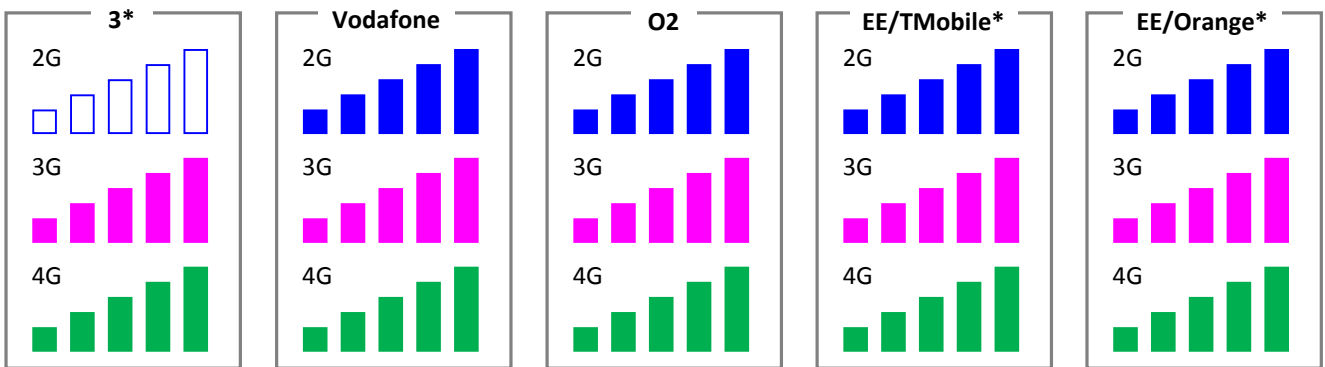 3* Vodafone O2 EE/TMobile* EE/Orange*
2G 2G 2G 2G 2G
3G 3G 3G 3G 3G
4G 4G 4G 4G 4G